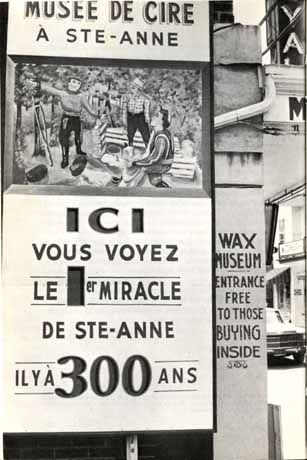 MUSÉE DE CIRE
À STE-ANNE
ICI
VOUS VOYEZ
LE 1er MIRACLE
DE STE-ANNE
IL Y À 300 ANS
WAX
MUSEUM
ENTRANCE
FREE
TO THOSE
BUYING
INSIDE